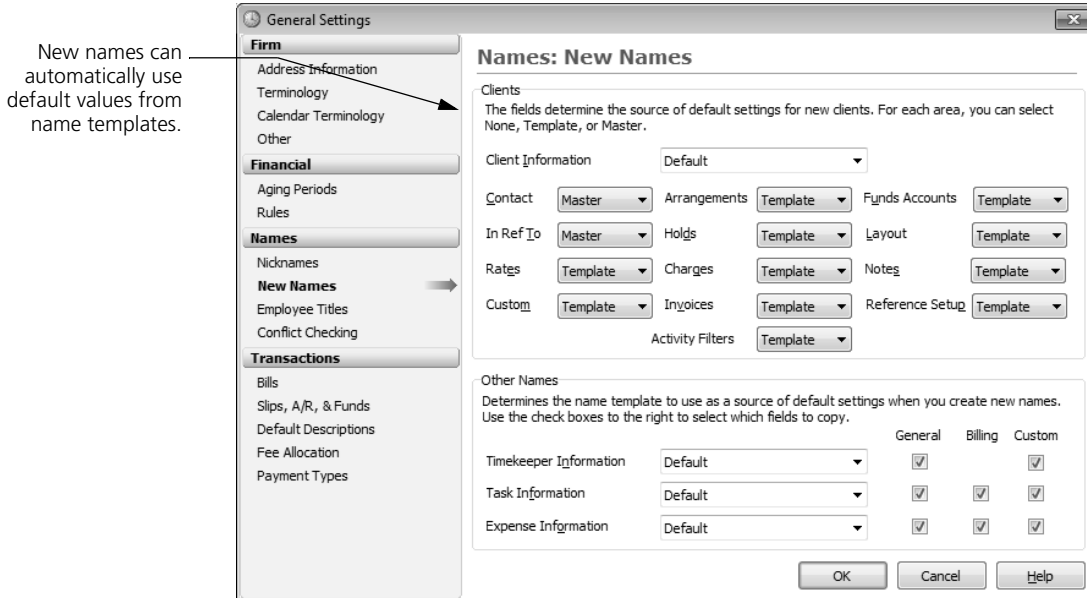 New names can
automatically use
default values from
name templates.
General Settings
Firm
Address Information
Terminology
Calendar Terminology
Other
Financial
Aging Periods
Rules
Names
Nicknames
New Names
Employee Titles
Conflict Checking
Transactions
Bills
Slips, A/R, & Funds
Default Descriptions
Fee Allocation
Payment Types
Names: New Names
Clients
The fields determine the source of default settings for new clients. For each area, you can select
None, Template, or Master.
Client Information Default
Contact Master Arrangements Template Funds Accounts Template
In Ref To Master Holds Template Layout Template
Rates Template Charges Template Notes Template
Custom Template Invoices Template Reference Setup Template
Activity Filters Template
Other Names
Determines the name template to use as a source of default settings when you create new names.
Use the check boxes to the right to select which fields to copy.
General Billing Custom
Timekeeper Information Default
Task Information Default
Expense Information Default
OK Cancel Help